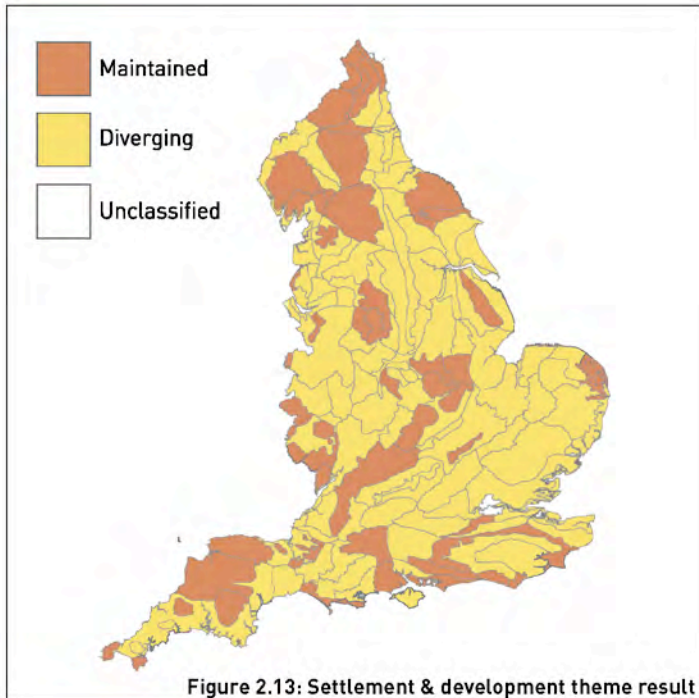 Maintained
Diverging
Unclassified
Figure 2.13: Settlement & development theme result